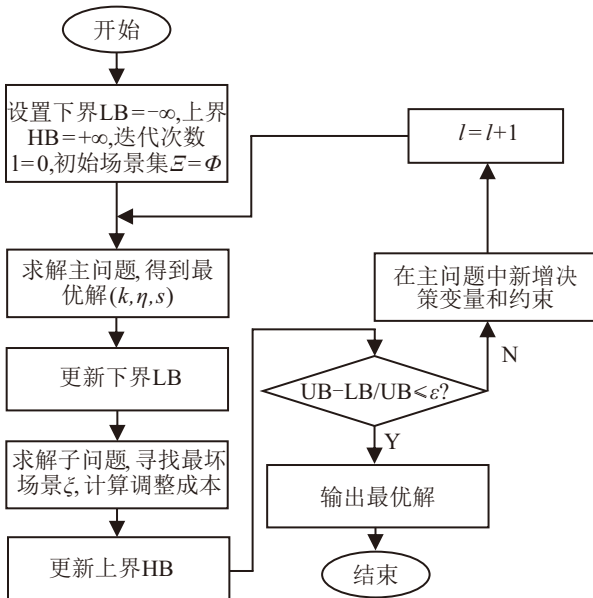 开始
设置下界LB=-∞,上界
HB=+∞,迭代次数
l=0,初始场景集Ξ=Φ
求解主问题,得到最
优解(k,η,s)
更新下界LB
求解子问题,寻找最坏
场景ξ,计算调整成本
更新上界HB
l=l+1
在主问题中新增决
策变量和约束
N
UB-LB/UB≤ε?
Y
输出最优解
结束